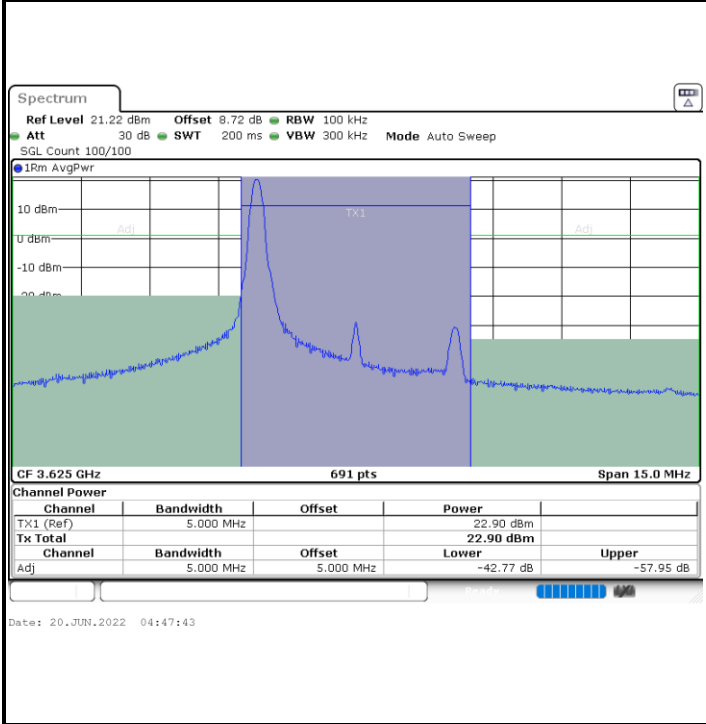 Spectrum
Ref Level 21.22 dBm Offset 8.72 dB RBW 100 kHz
Att 30 dB SWT 200 ms VBW 300 kHz Mode Auto Sweep
SGL Count 100/100
1Rm AvgPwr
10 dBm
TX1
Adj Adj
0 dBm
-10 dBm
-20 dBm
CF 3.625 GHz 691 pts Span 15.0 MHz
Channel Power
Channel Bandwidth Offset Power
TX1 (Ref) 5.000 MHz 22.90 dBm
Tx Total 22.90 dBm
Channel Bandwidth Offset Lower Upper
Adj 5.000 MHz 5.000 MHz -42.77 dB -57.95 dB
Ready
Date: 20.JUN.2022 04:47:43